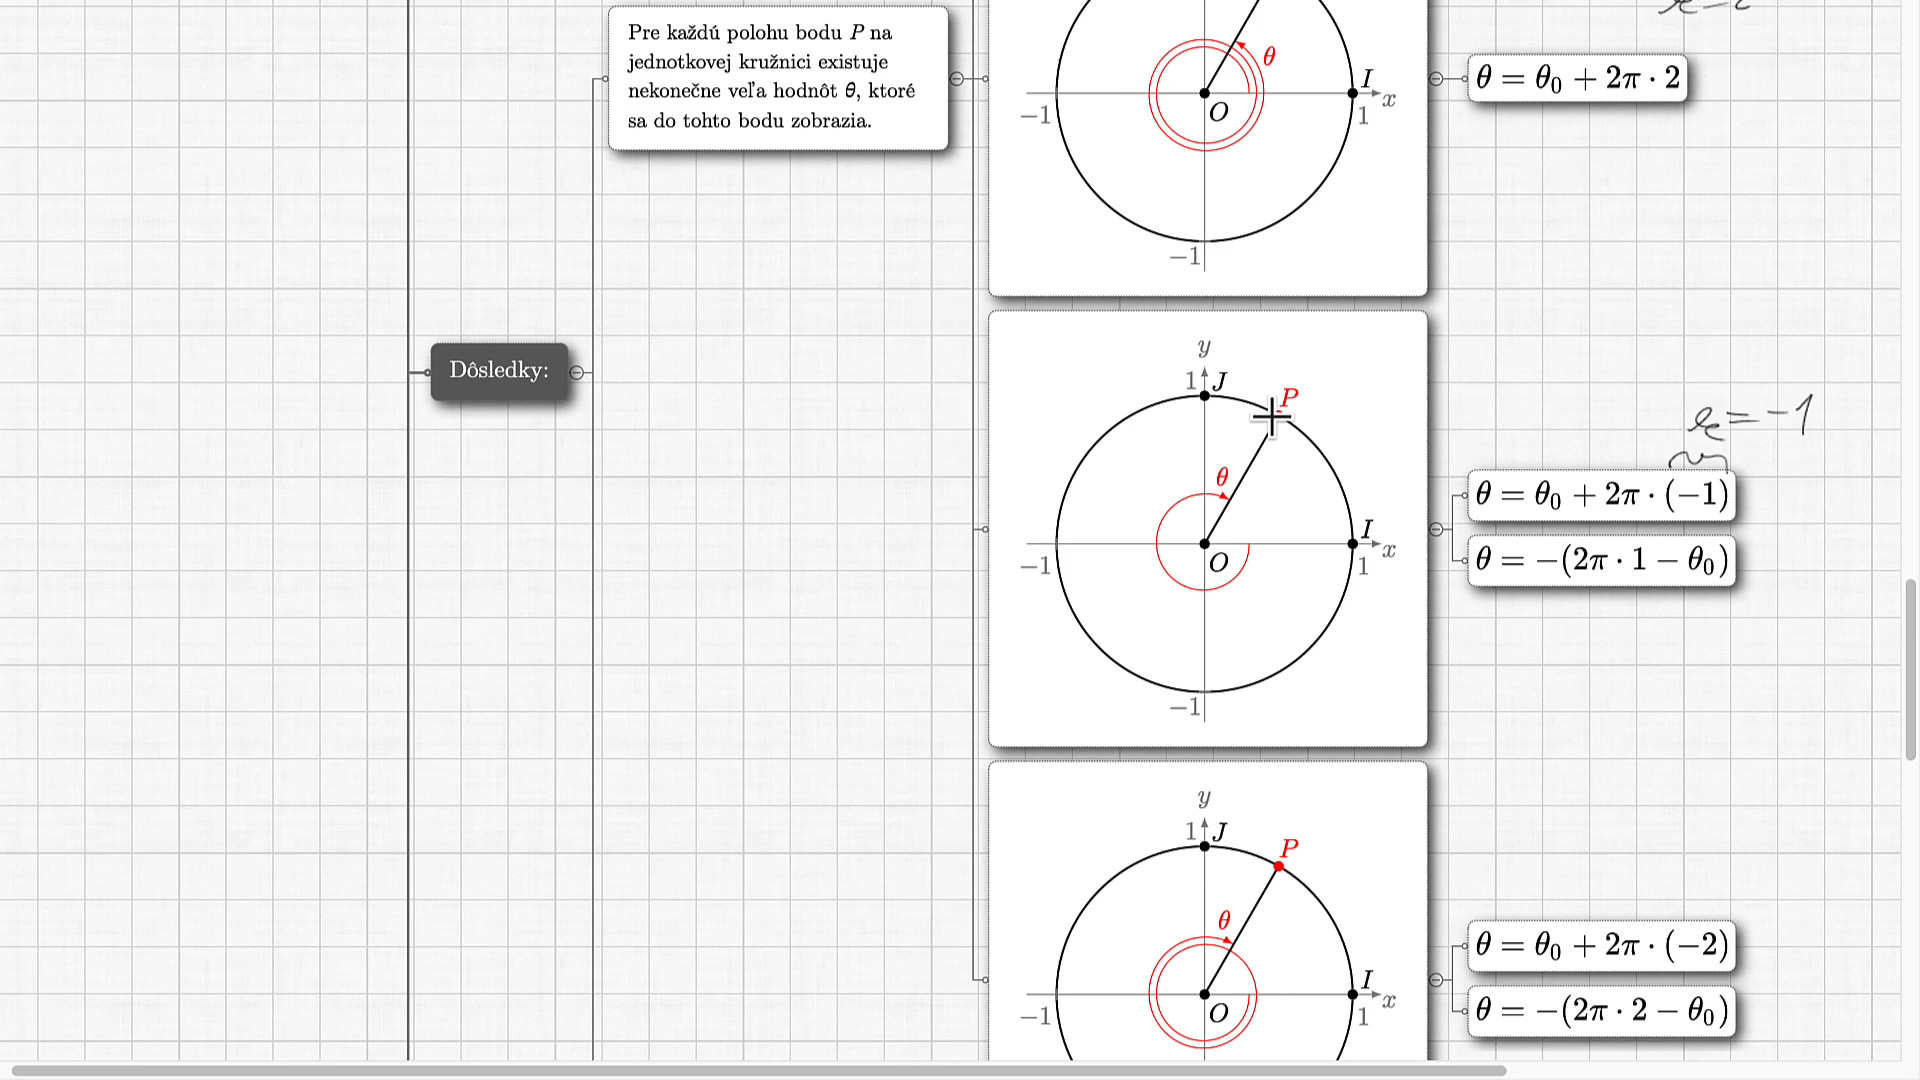 Pre každú polohu bodu P na
jednotkovej kružnici existuje
nekonečne veľa hodnôt θ, ktoré
sa do tohto bodu zobrazia.
θ
I
x
−1
O
1
−1
θ = θ₀ + 2π · 2
Dôsledky:
y
1
J
P
θ
I
x
−1
O
1
−1
= −1
θ = θ₀ + 2π · (−1)
θ = −(2π · 1 − θ₀)
y
1
J
P
θ
I
x
−1
O
1
θ = θ₀ + 2π · (−2)
θ = −(2π · 2 − θ₀)